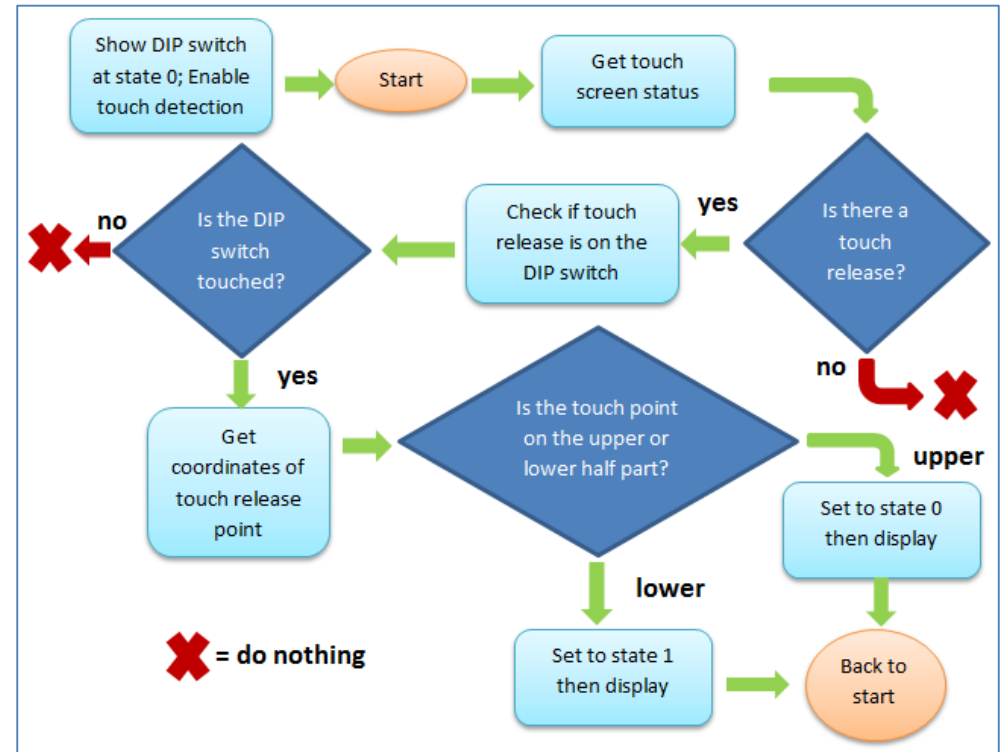 Show DIP switch
at state 0; Enable
touch detection
Start
Get touch
screen status
Is there a
touch
release?
yes
no
Check if touch
release is on the
DIP switch
Is the DIP
switch
touched?
no
yes
Get
coordinates of
touch release
point
Is the touch point
on the upper or
lower half part?
upper
Set to state 0
then display
lower
Set to state 1
then display
Back to
start
= do nothing